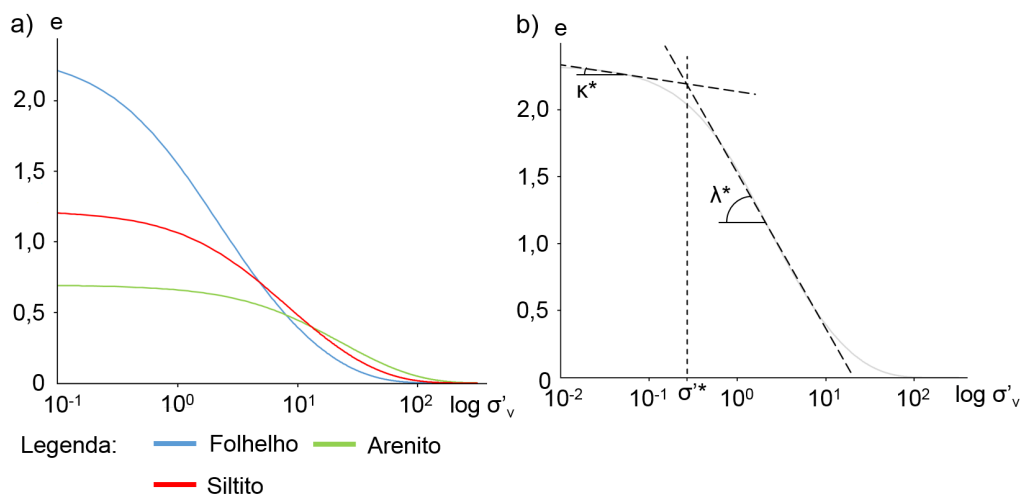 a)
e
2,0
1,5
1,0
0,5
0
10-1
100
101
102
log σ'v
Legenda:
Folhelho
Arenito
Siltito
b)
e
2,0
1,5
1,0
0,5
0
κ*
λ*
10-2
10-1
σ'*
100
101
102
log σ'v